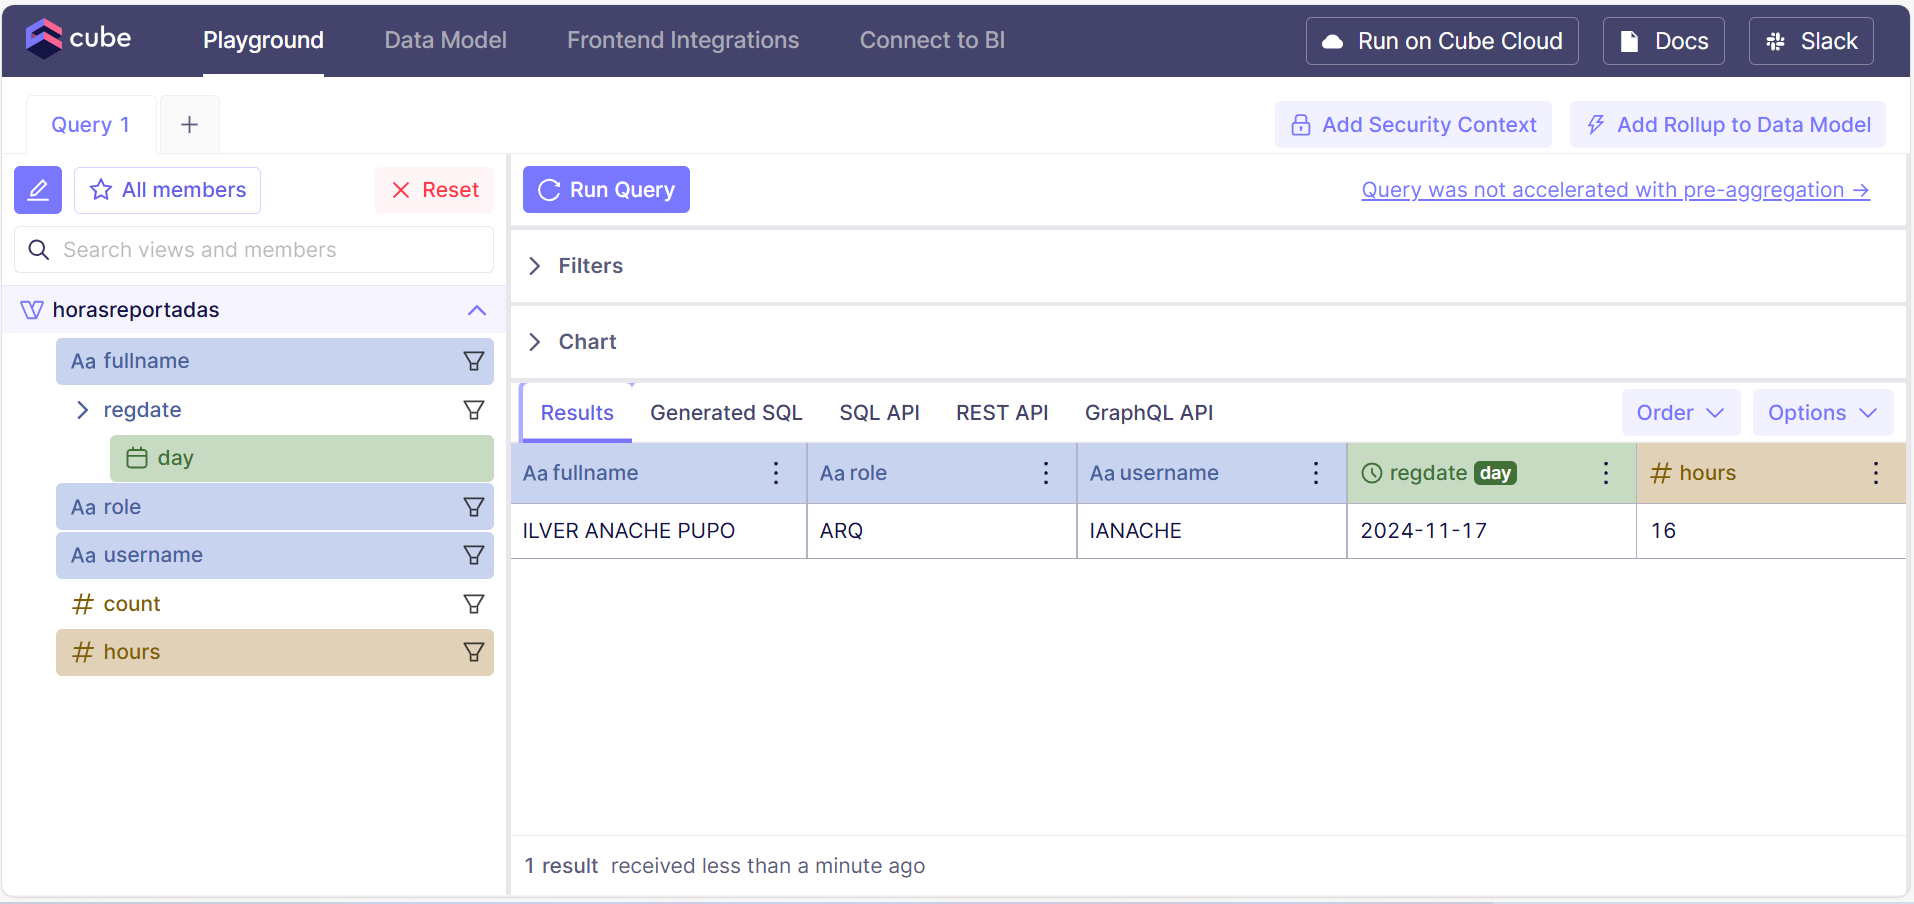 cube Playground Data Model Frontend Integrations Connect to BI Run on Cube Cloud Docs Slack
Query 1 + Add Security Context Add Rollup to Data Model
All members Reset Run Query Query was not accelerated with pre-aggregation →
Search views and members
Filters
horasreportadas
Chart
Aa fullname
regdate
day
Aa role
Aa username
# count
# hours
Results Generated SQL SQL API REST API GraphQL API Order Options
Aa fullname Aa role Aa username regdate day # hours
ILVER ANACHE PUPO ARQ IANACHE 2024-11-17 16
1 result received less than a minute ago